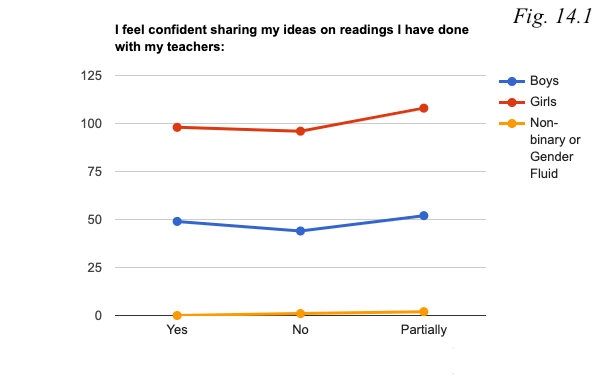 Fig. 14.1
I feel confident sharing my ideas on readings I have done
with my teachers:
125
100
75
50
25
0
Yes
No
Partially
Boys
Girls
Non-
binary or
Gender
Fluid